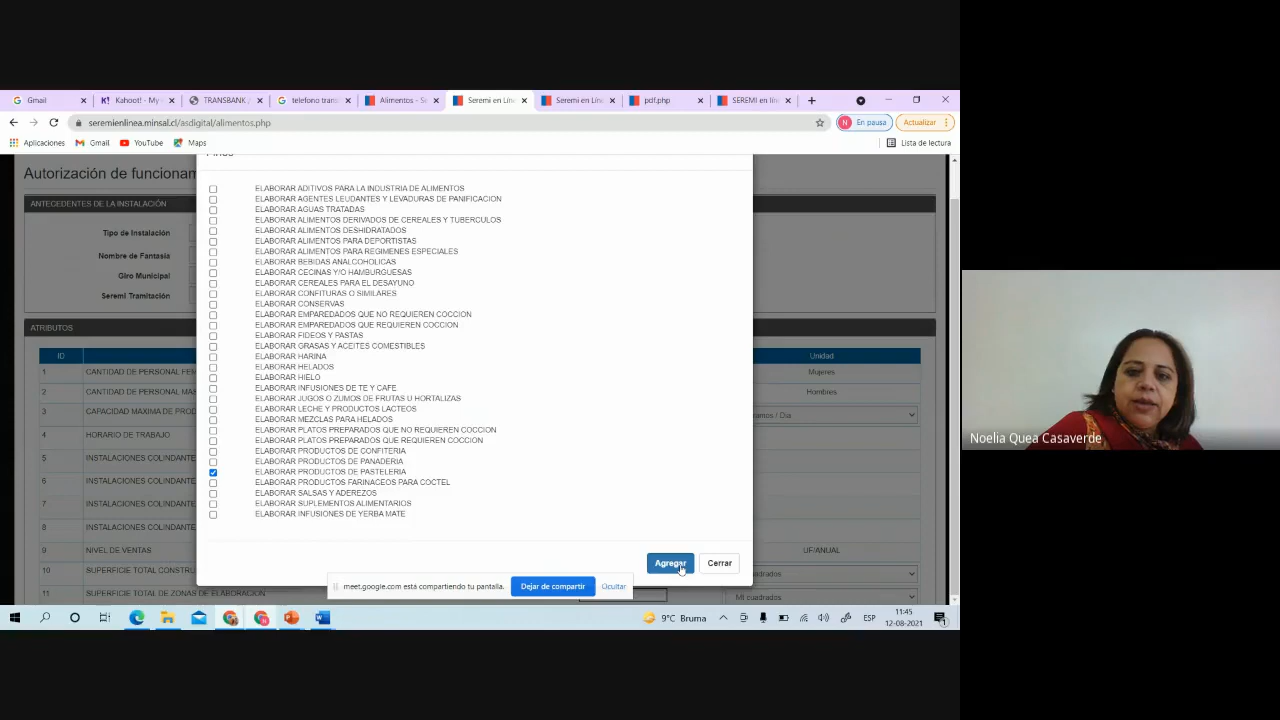 Gmail
Kahoot! - My
TRANSBANK
telefono trans
Alimentos - Se
Seremi en Líne
Seremi en Líne
pdf.php
SEREMI en líne
seremienlinea.minsal.cl/asdigital/alimentos.php
N
En pausa
Actualizar
Aplicaciones
Gmail
YouTube
Maps
Lista de lectura
Autorización de funcionam
ANTECEDENTES DE LA INSTALACIÓN
Tipo de Instalación
Nombre de Fantasía
Giro Municipal
Seremi Tramitación
ATRIBUTOS
ID
Unidad
1 CANTIDAD DE PERSONAL FEM
Mujeres
2 CANTIDAD DE PERSONAL MAS
Hombres
3 CAPACIDAD MAXIMA DE PROD
amos / Dia
4 HORARIO DE TRABAJO
5 INSTALACIONES COLINDANTE
6 INSTALACIONES COLINDANTE
7 INSTALACIONES COLINDANTE
8 INSTALACIONES COLINDANTE
9 NIVEL DE VENTAS
UF/ANUAL
10 SUPERFICIE TOTAL CONSTRU
adrados
11 SUPERFICIE TOTAL DE ZONAS DE ELABORACION
Mt cuadrados
ELABORAR ADITIVOS PARA LA INDUSTRIA DE ALIMENTOS
ELABORAR AGENTES LEUDANTES Y LEVADURAS DE PANIFICACION
ELABORAR AGUAS TRATADAS
ELABORAR ALIMENTOS DERIVADOS DE CEREALES Y TUBERCULOS
ELABORAR ALIMENTOS DESHIDRATADOS
ELABORAR ALIMENTOS PARA DEPORTISTAS
ELABORAR ALIMENTOS PARA REGIMENES ESPECIALES
ELABORAR BEBIDAS ANALCOHOLICAS
ELABORAR CECINAS Y/O HAMBURGUESAS
ELABORAR CEREALES PARA EL DESAYUNO
ELABORAR CONFITURAS O SIMILARES
ELABORAR CONSERVAS
ELABORAR EMPAREDADOS QUE NO REQUIEREN COCCION
ELABORAR EMPAREDADOS QUE REQUIEREN COCCION
ELABORAR FIDEOS Y PASTAS
ELABORAR GRASAS Y ACEITES COMESTIBLES
ELABORAR HARINA
ELABORAR HELADOS
ELABORAR HIELO
ELABORAR INFUSIONES DE TE Y CAFE
ELABORAR JUGOS O ZUMOS DE FRUTAS U HORTALIZAS
ELABORAR LECHE Y PRODUCTOS LACTEOS
ELABORAR MEZCLAS PARA HELADOS
ELABORAR PLATOS PREPARADOS QUE NO REQUIEREN COCCION
ELABORAR PLATOS PREPARADOS QUE REQUIEREN COCCION
ELABORAR PRODUCTOS DE CONFITERIA
ELABORAR PRODUCTOS DE PANADERIA
ELABORAR PRODUCTOS DE PASTELERIA
ELABORAR PRODUCTOS FARINACEOS PARA COCTEL
ELABORAR SALSAS Y ADEREZOS
ELABORAR SUPLEMENTOS ALIMENTARIOS
ELABORAR INFUSIONES DE YERBA MATE
Agregar
Cerrar
meet.google.com está compartiendo tu pantalla.
Dejar de compartir
Ocultar
9°C Bruma
ESP
11:45
12-08-2021
Noelia Quea Casaverde